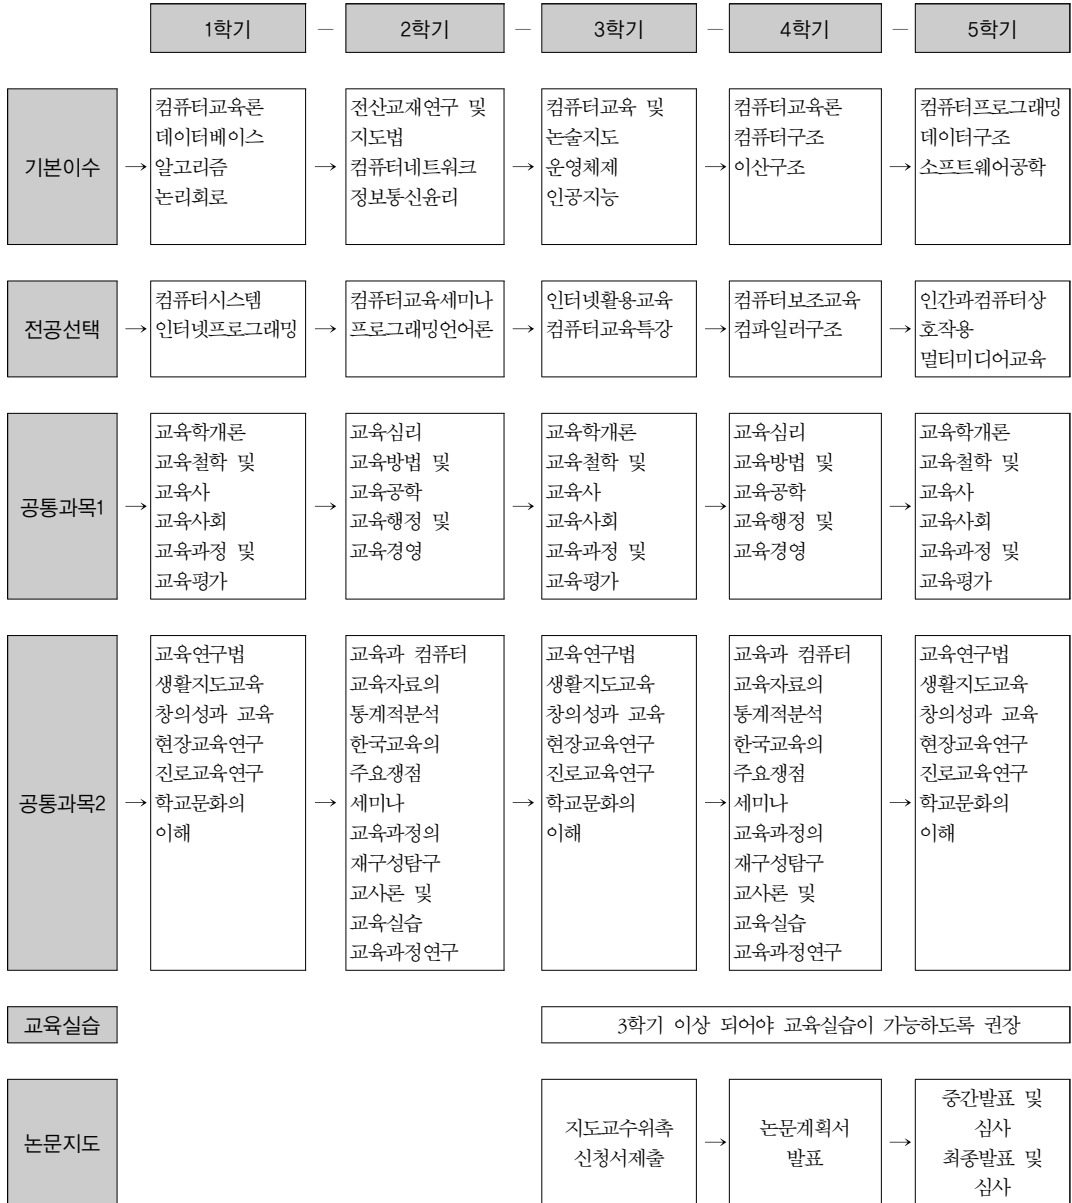 1학기 – 2학기 – 3학기 – 4학기 – 5학기
기본이수
→
컴퓨터교육론
데이터베이스
알고리즘
논리회로
→
전산교재연구 및
지도법
컴퓨터네트워크
정보통신윤리
→
컴퓨터교육 및
논술지도
운영체제
인공지능
→
컴퓨터교육론
컴퓨터구조
이산구조
→
컴퓨터프로그래밍
데이터구조
소프트웨어공학
전공선택
→
컴퓨터시스템
인터넷프로그래밍
→
컴퓨터교육세미나
프로그래밍언어론
→
인터넷활용교육
컴퓨터교육특강
→
컴퓨터보조교육
컴파일러구조
→
인간과컴퓨터상
호작용
멀티미디어교육
공통과목1
→
교육학개론
교육철학 및
교육사
교육사회
교육과정 및
교육평가
→
교육심리
교육방법 및
교육공학
교육행정 및
교육경영
→
교육학개론
교육철학 및
교육사
교육사회
교육과정 및
교육평가
→
교육심리
교육방법 및
교육공학
교육행정 및
교육경영
→
교육학개론
교육철학 및
교육사
교육사회
교육과정 및
교육평가
공통과목2
→
교육연구법
생활지도교육
창의성과 교육
현장교육연구
진로교육연구
학교문화의
이해
→
교육과 컴퓨터
교육자료의
통계적분석
한국교육의
주요쟁점
세미나
교육과정의
재구성탐구
교사론 및
교육실습
교육과정연구
→
교육연구법
생활지도교육
창의성과 교육
현장교육연구
진로교육연구
학교문화의
이해
→
교육과 컴퓨터
교육자료의
통계적분석
한국교육의
주요쟁점
세미나
교육과정의
재구성탐구
교사론 및
교육실습
교육과정연구
→
교육연구법
생활지도교육
창의성과 교육
현장교육연구
진로교육연구
학교문화의
이해
교육실습
3학기 이상 되어야 교육실습이 가능하도록 권장
논문지도
지도교수위촉
신청서제출
→
논문계획서
발표
→
중간발표 및
심사
최종발표 및
심사